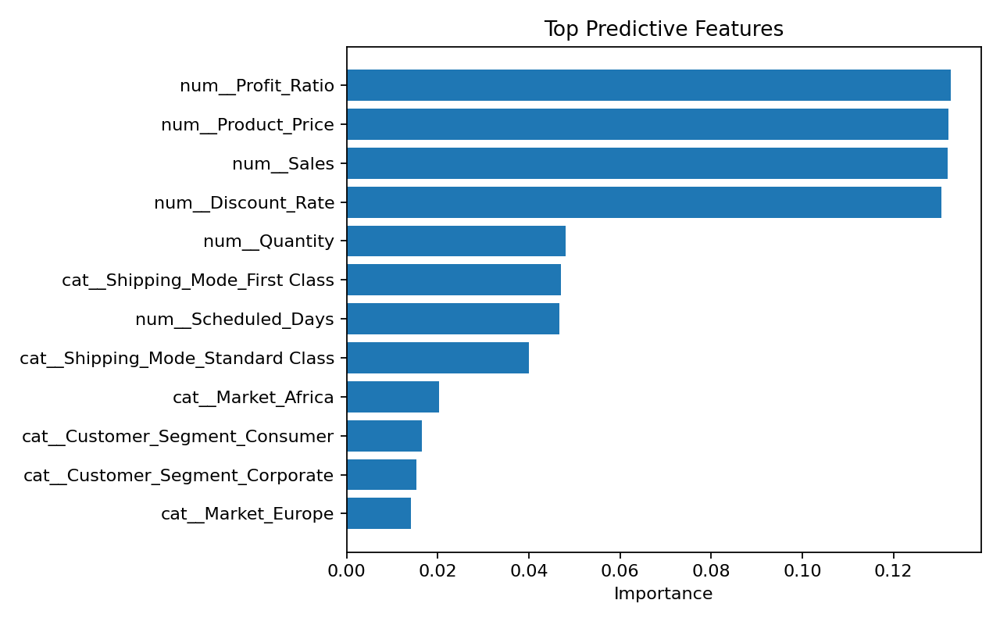 Top Predictive Features
num__Profit_Ratio
num__Product_Price
num__Sales
num__Discount_Rate
num__Quantity
cat__Shipping_Mode_First Class
num__Scheduled_Days
cat__Shipping_Mode_Standard Class
cat__Market_Africa
cat__Customer_Segment_Consumer
cat__Customer_Segment_Corporate
cat__Market_Europe
0.00 0.02 0.04 0.06 0.08 0.10 0.12
Importance